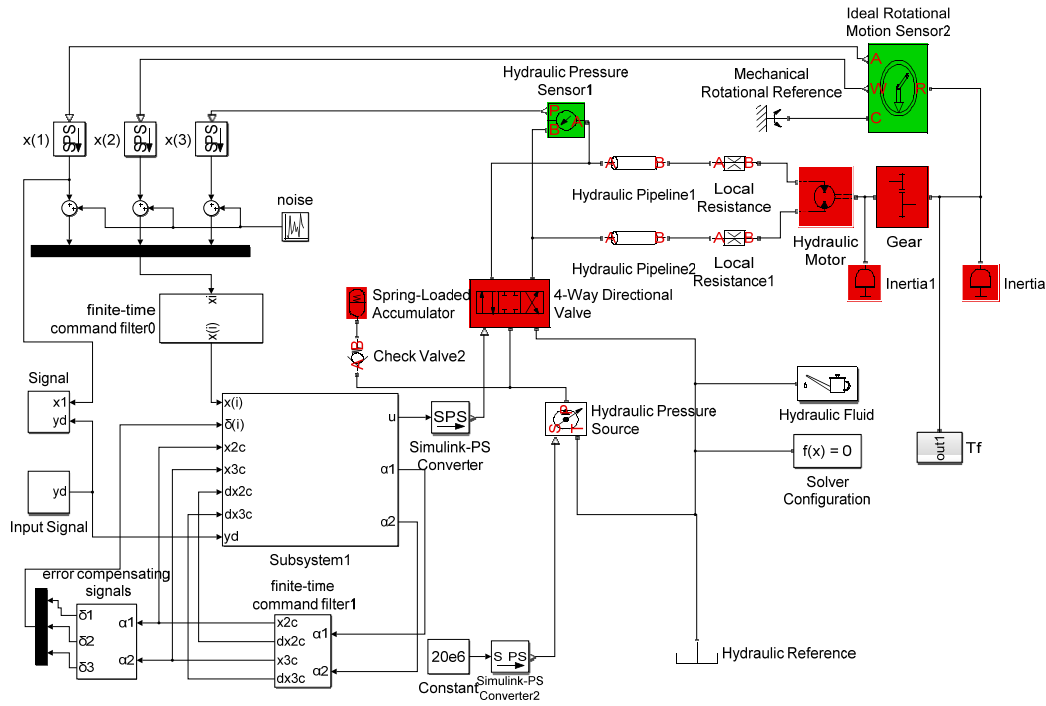 Ideal Rotational
Motion Sensor2
A
W
R
C
Mechanical
Rotational Reference
Hydraulic Pressure
Sensor1
P
B
A
SPS
SPS
SPS
x(1)
x(2)
x(3)
noise
A
B
A
B
Hydraulic Pipeline1
Local
Resistance
A
B
A
B
Hydraulic Pipeline2
Local
Resistance1
Hydraulic
Motor
Gear
Inertia1
Inertia
finite-time
command filter0
xi
x(i)
Spring-Loaded
Accumulator
4-Way Directional
Valve
A
B
Check Valve2
Signal
x1
yd
yd
Input Signal
x(i)
δ(i)
x2c
x3c
dx2c
dx3c
yd
u
α1
α2
Subsystem1
SPS
Simulink-PS
Converter
S
P
T
Hydraulic Pressure
Source
Hydraulic Fluid
f(x) = 0
Solver
Configuration
out1
Tf
error compensating
signals
δ1
δ2
δ3
α1
α2
finite-time
command filter1
x2c
dx2c
x3c
dx3c
α1
α2
20e6
Constant
S PS
Simulink-PS
Converter2
Hydraulic Reference